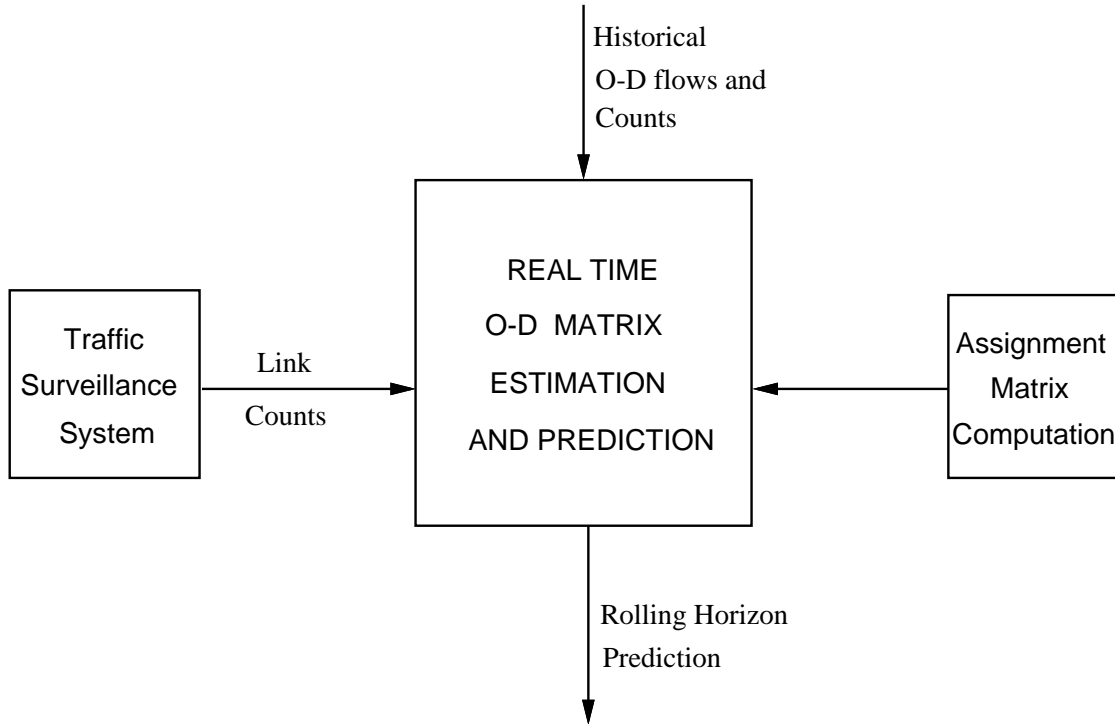 Historical
O-D flows and
Counts
REAL TIME
O-D MATRIX
ESTIMATION
AND PREDICTION
Traffic
Surveillance
System
Link
Counts
Assignment
Matrix
Computation
Rolling Horizon
Prediction